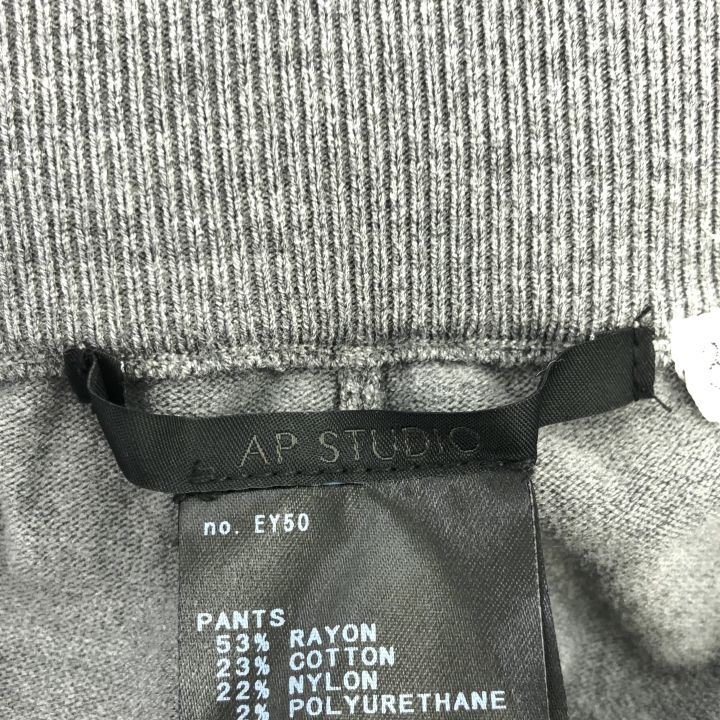 AP STUDIO
no. EY50
PANTS
53% RAYON
23% COTTON
22% NYLON
2% POLYURETHANE